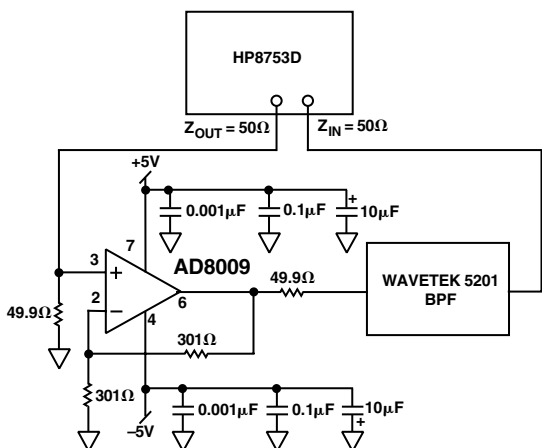 HP8753D
Z_OUT = 50Ω
Z_IN = 50Ω
+5V
+
0.001μF
0.1μF
10μF
7
AD8009
3
+
2
−
6
4
49.9Ω
WAVETEK 5201
BPF
49.9Ω
301Ω
301Ω
0.001μF
0.1μF
10μF
+
–5V